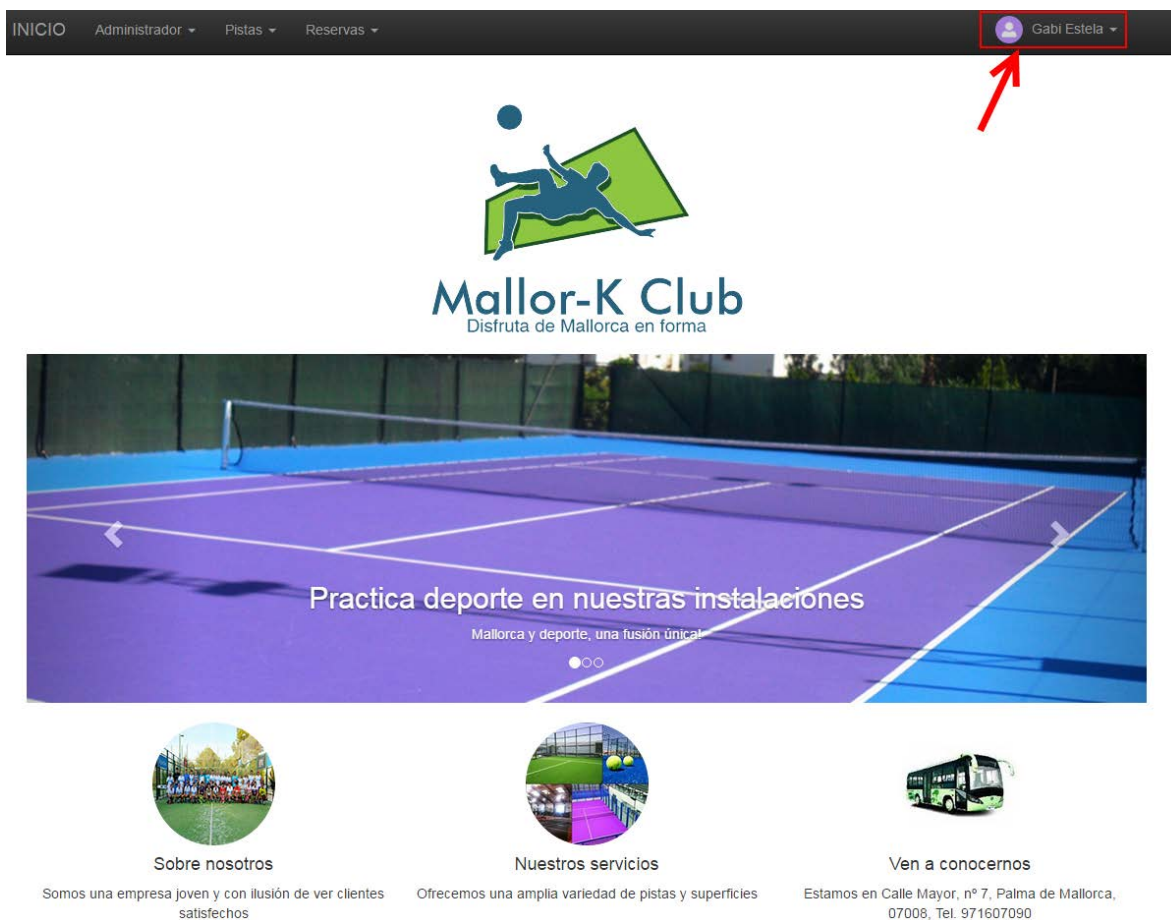 INICIO Administrador Pistas Reservas Gabi Estela
Mallor-K Club
Disfruta de Mallorca en forma
Practica deporte en nuestras instalaciones
Mallorca y deporte, una fusión única!
Sobre nosotros
Somos una empresa joven y con ilusión de ver clientes
satisfechos
Nuestros servicios
Ofrecemos una amplia variedad de pistas y superficies
Ven a conocernos
Estamos en Calle Mayor, nº 7, Palma de Mallorca,
07008, Tel. 971607090